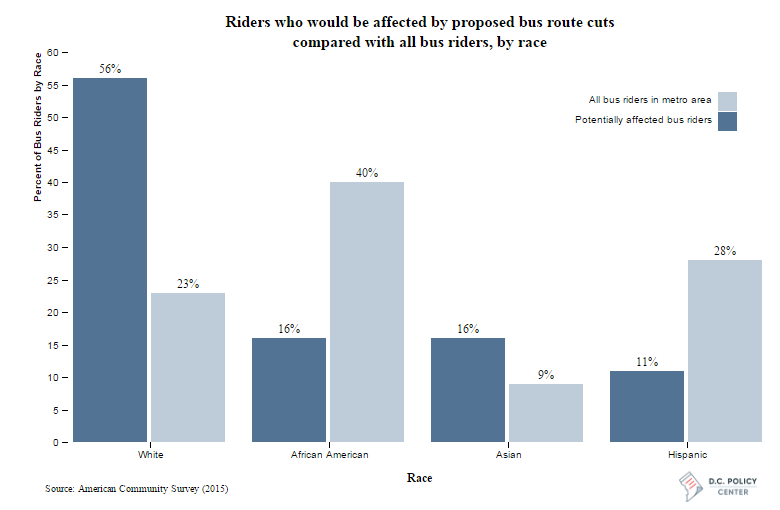 Riders who would be affected by proposed bus route cuts
compared with all bus riders, by race
Percent of Bus Riders by Race
60
55
50
45
40
35
30
25
20
15
10
5
0
56%
23%
16%
40%
16%
9%
11%
28%
All bus riders in metro area
Potentially affected bus riders
White
African American
Asian
Hispanic
Race
Source: American Community Survey (2015)
D.C. POLICY
CENTER